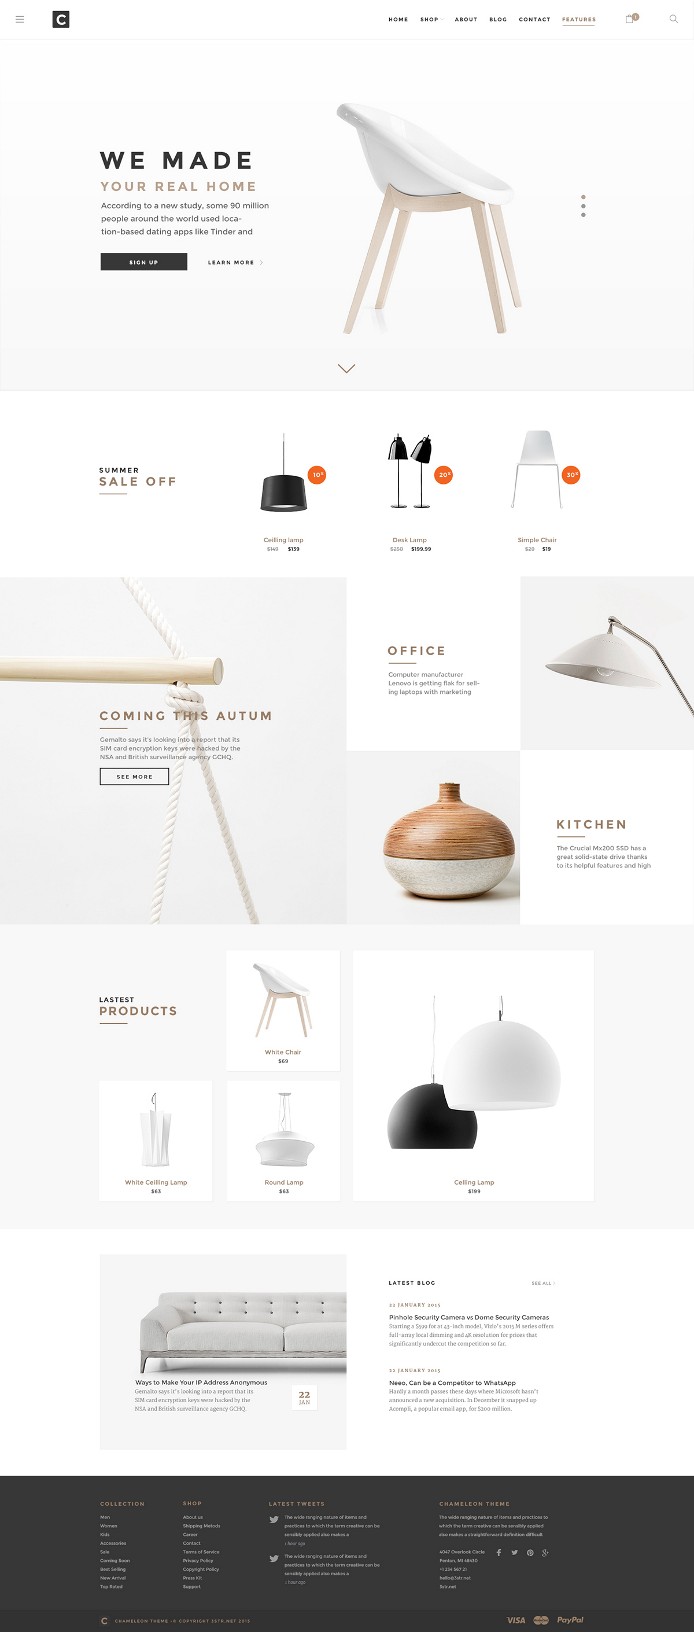 C
HOME SHOP ABOUT BLOG CONTACT FEATURES
1
WE MADE
YOUR REAL HOME
According to a new study, some 90 million
people around the world used loca-
tion-based dating apps like Tinder and
SIGN UP LEARN MORE
SUMMER
SALE OFF
10%
Ceilling lamp
$149 $139
20%
Desk Lamp
$250 $199.99
30%
Simple Chair
$29 $19
COMING THIS AUTUM
Gemalto says it's looking into a report that its
SIM card encryption keys were hacked by the
NSA and British surveillance agency GCHQ.
SEE MORE
OFFICE
Computer manufacturer
Lenovo is getting flak for sell-
ing laptops with marketing
KITCHEN
The Crucial Mx200 SSD has a
great solid-state drive thanks
to its helpful features and high
LASTEST
PRODUCTS
White Chair
$69
White Ceilling Lamp
$63
Round Lamp
$63
Celling Lamp
$199
Ways to Make Your IP Address Anonymous
Gemalto says it's looking into a report that its
SIM card encryption keys were hacked by the
NSA and British surveillance agency GCHQ.
22
JAN
LATEST BLOG SEE ALL
22 JANUARY 2015
Pinhole Security Camera vs Dome Security Cameras
Starting a $320 for at 43-inch model, Vizio's 2015 M series offers
full-array local dimming and 4K resolution for prices that
significantly undercut the competition so far.
22 JANUARY 2015
Neeo, Can be a Competitor to WhatsApp
Hardly a month passes these days where Microsoft hasn't
announced a new acquisition. In December it snapped up
Acompli, a popular email app, for $200 million.
COLLECTION
Men
Women
Kids
Accessories
Sale
Coming Soon
Best Selling
New Arrival
Top Rated
SHOP
About us
Shipping Metods
Career
Contact
Terms of Service
Privacy Policy
Copyright Policy
Press Kit
Support
LATEST TWEETS
The wide ranging nature of items and
practices to which the term creative can be
sensibly applied also makes a
1 hour ago
The wide ranging nature of items and
practices to which the term creative can be
sensibly applied also makes a
1 hour ago
CHAMELEON THEME
The wide ranging nature of items and practices to
which the term creative can be sensibly applied
also makes a straightforward definition difficult
4047 Overlook Circle
Pardon, MI 48430
+1 234 567 21
hello@3str.net
3str.net
C CHAMELEON THEME COPYRIGHT 3STR.NET 2015
VISA PayPal